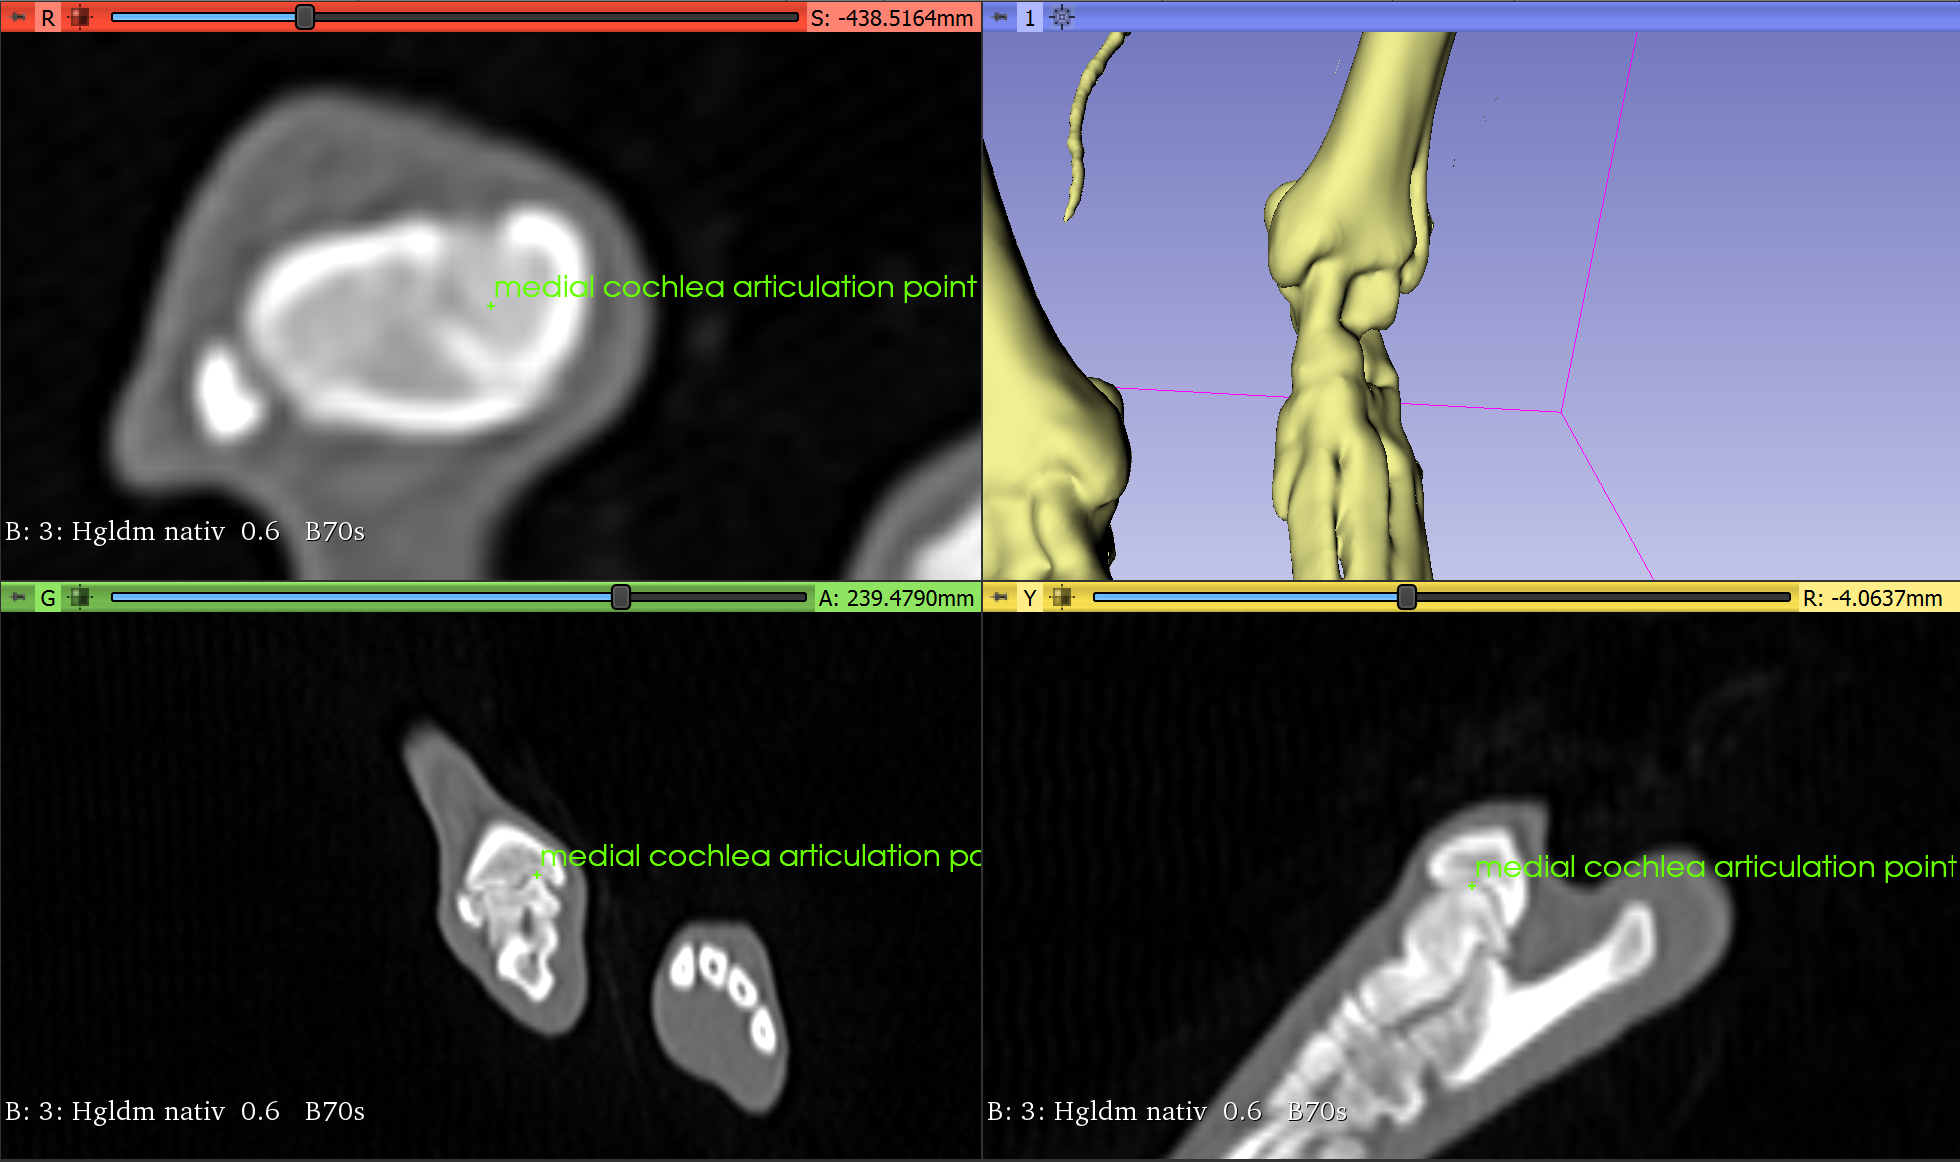 R S: -438.5164mm
1
medial cochlea articulation point
B: 3: Hgldm nativ 0.6 B70s
G A: 239.4790mm
Y R: -4.0637mm
medial cochlea articulation po
medial cochlea articulation point
B: 3: Hgldm nativ 0.6 B70s
B: 3: Hgldm nativ 0.6 B70s